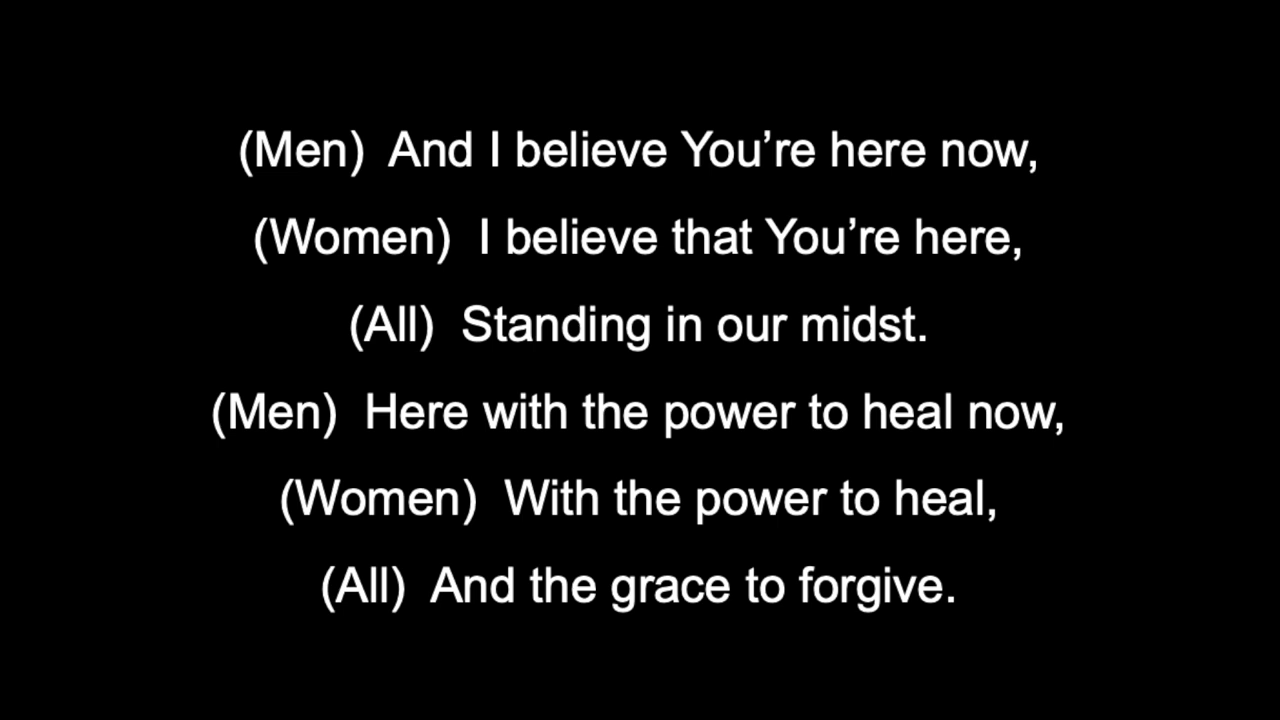 (Men)  And I believe You’re here now,
(Women)  I believe that You’re here,
(All)  Standing in our midst.
(Men)  Here with the power to heal now,
(Women)  With the power to heal,
(All)  And the grace to forgive.